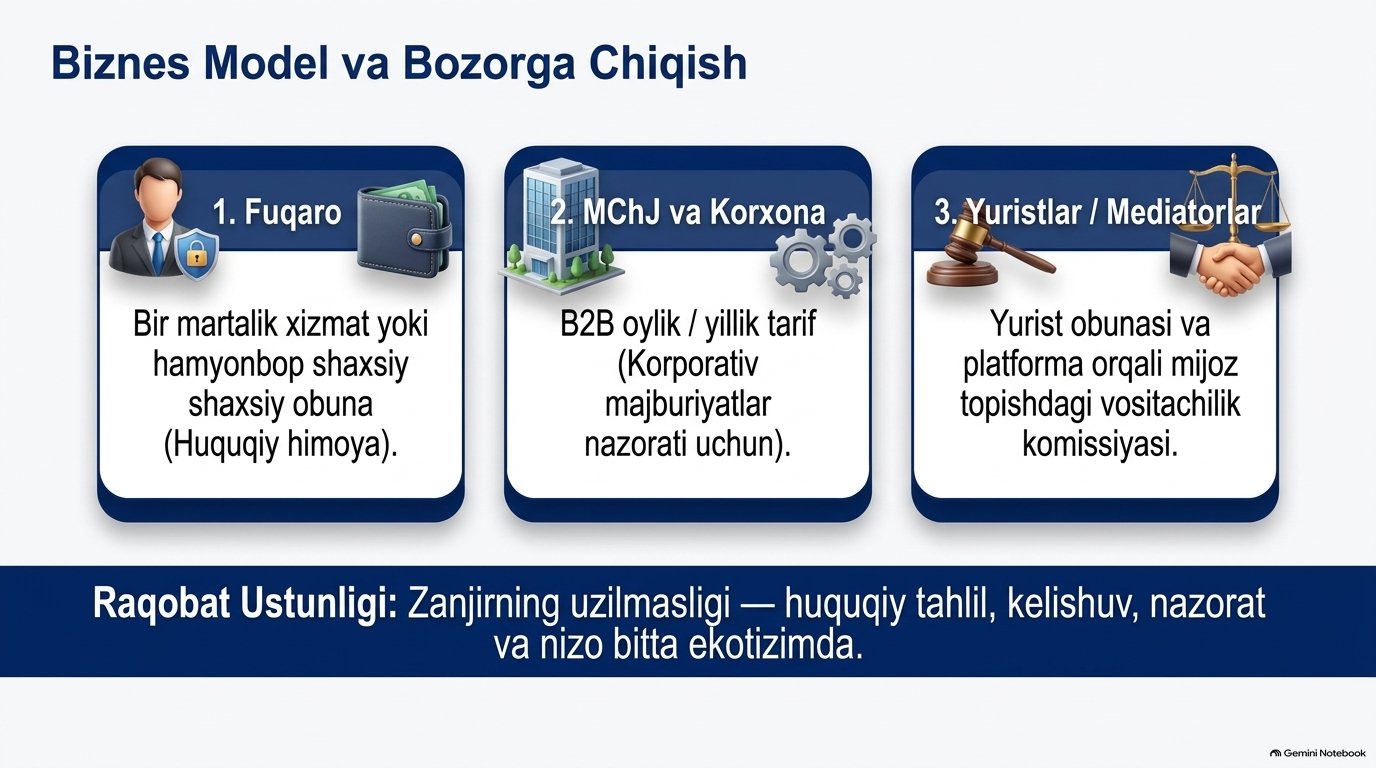 Biznes Model va Bozorga Chiqish
1. Fuqaro
Bir martalik xizmat yoki
hamyonbop shaxsiy
shaxsiy obuna
(Huquqiy himoya).
2. MChJ va Korxona
B2B oylik / yillik tarif
(Korporativ
majburiyatlar
nazorati uchun).
3. Yuristlar / Mediatorlar
Yurist obunasi va
platforma orqali mijoz
topishdagi vositachilik
komissiyasi.
Raqobat Ustunligi: Zanjirning uzilmasligi — huquqiy tahlil, kelishuv, nazorat
va nizo bitta ekotizimda.
Gemini Notebook